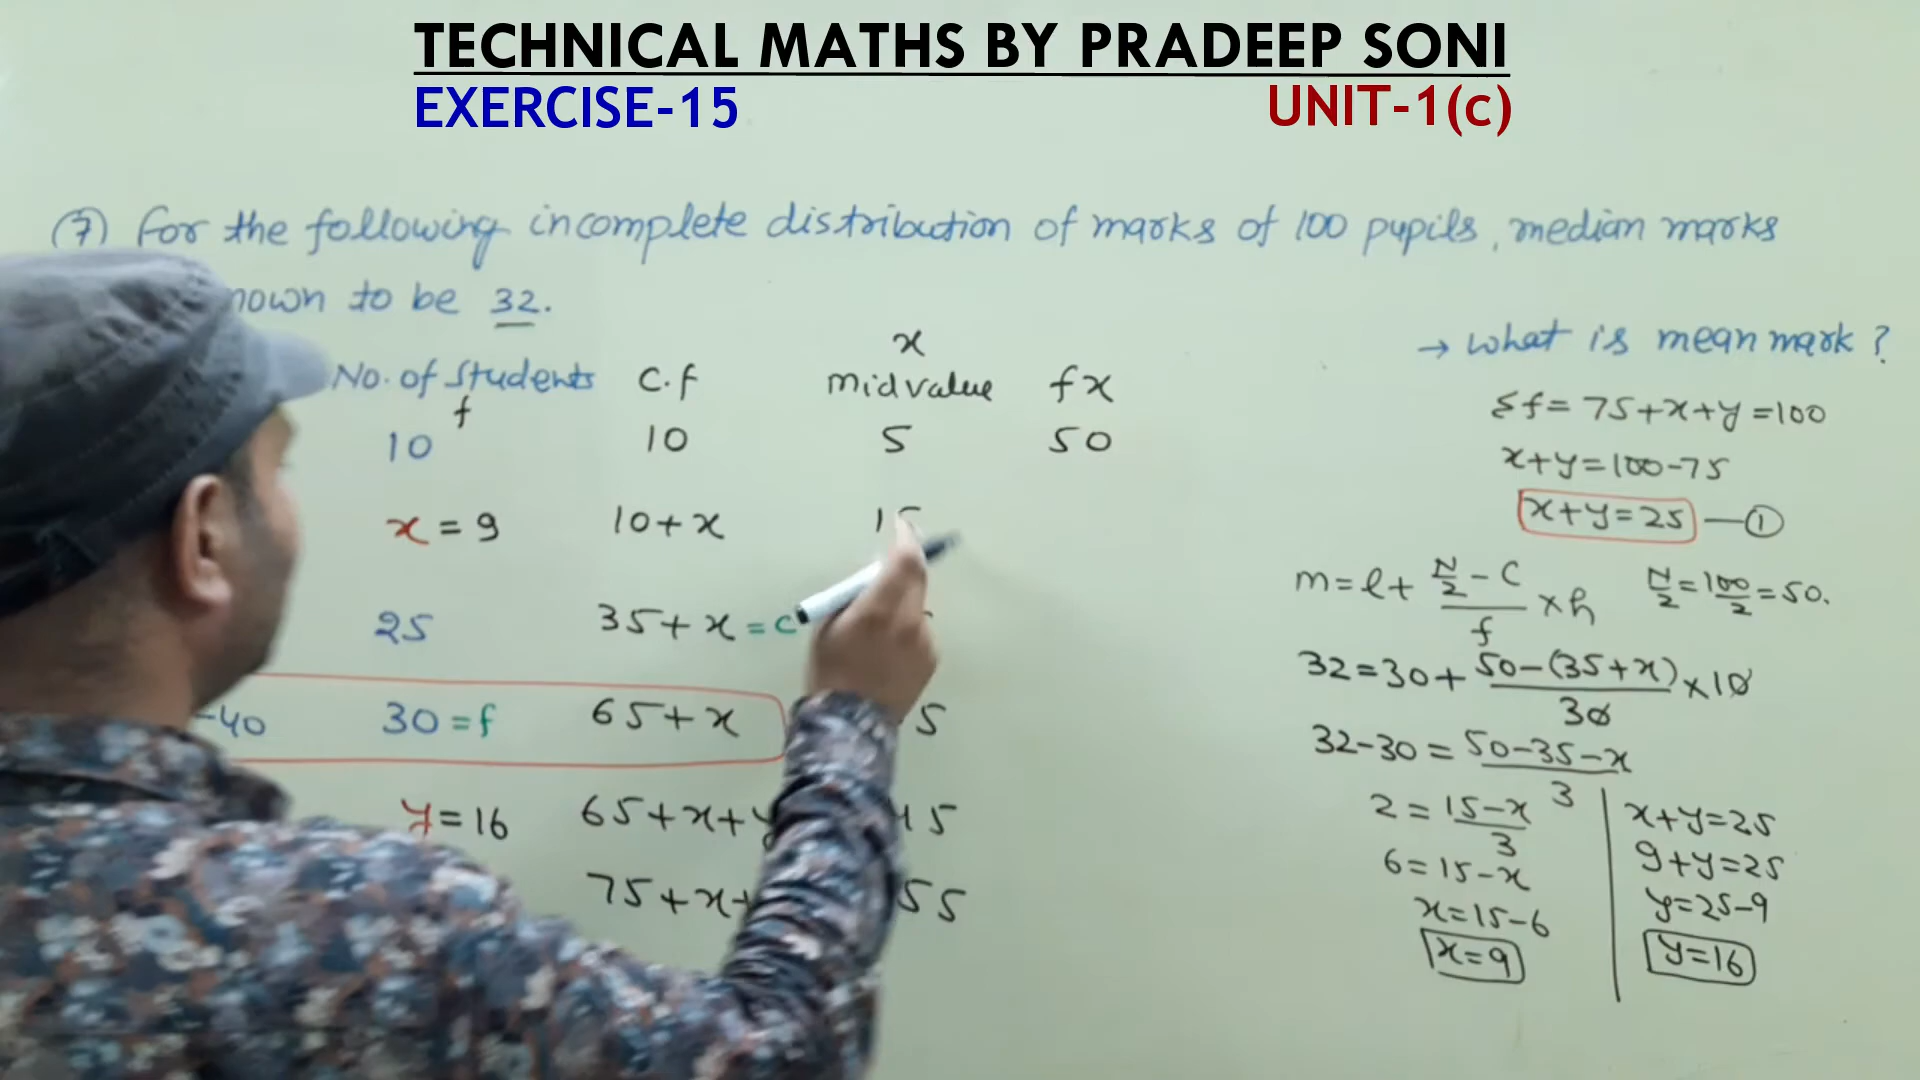 TECHNICAL MATHS BY PRADEEP SONI
EXERCISE-15 UNIT-1(c)
(7) For the following incomplete distribution of marks of 100 pupils, median marks
to be 32.
→ What is mean mark?
x
No. of Students C.f midvalue fx
f
10 10 5 50
x = 9 10+x 15
25 35+x = c
-40 30 = f 65+x 5
y = 16 65+x+y 45
75+x+ 55
Σf = 75+x+y = 100
x+y = 100-75
x+y = 25 — ①
m = l + (N/2 - C)/f × h N/2 = 100/2 = 50.
32 = 30 + (50-(35+x))/30 × 10
32-30 = (50-35-x)/3
2 = (15-x)/3
6 = 15-x
x = 15-6
x = 9
x+y = 25
9+y = 25
y = 25-9
y = 16